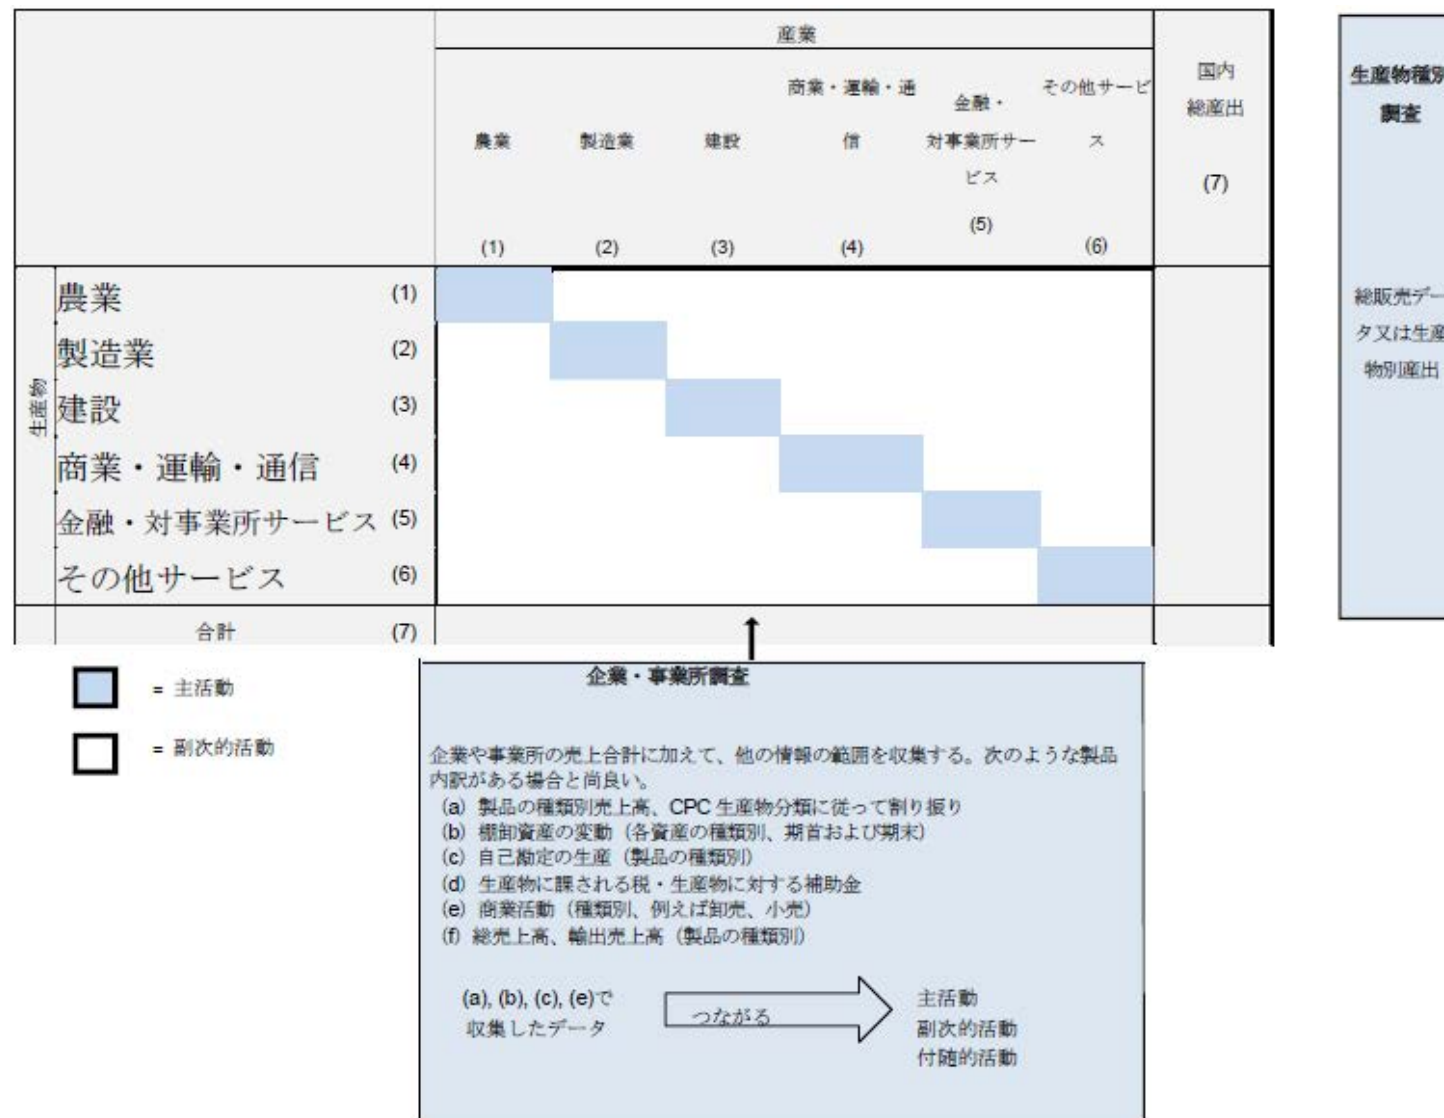 産業
国内
総産出
(7)
農業
(1)
製造業
(2)
建設
(3)
商業・運輸・通
信
(4)
金融・
対事業所サー
ビス
(5)
その他サービ
ス
(6)
生産物
農業 (1)
製造業 (2)
建設 (3)
商業・運輸・通信 (4)
金融・対事業所サービス (5)
その他サービス (6)
合計 (7)
生産物種別
調査
総販売デー
タ又は生産
物別産出
= 主活動
= 副次的活動
企業・事業所調査
企業や事業所の売上合計に加えて、他の情報の範囲を収集する。次のような製品
内訳がある場合と尚良い。
(a) 製品の種類別売上高、CPC 生産物分類に従って割り振り
(b) 棚卸資産の変動（各資産の種類別、期首および期末）
(c) 自己勘定の生産（製品の種類別）
(d) 生産物に課される税・生産物に対する補助金
(e) 商業活動（種類別、例えば卸売、小売）
(f) 総売上高、輸出売上高（製品の種類別）
(a), (b), (c), (e)で
収集したデータ
つながる
主活動
副次的活動
付随的活動